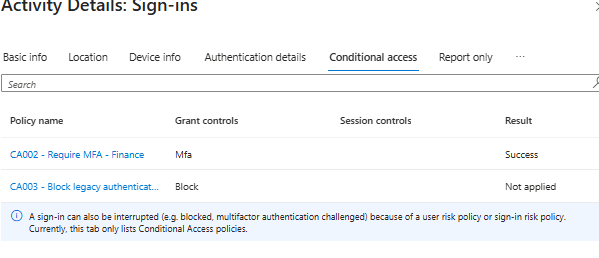 Activity Details: Sign-ins
Basic info Location Device info Authentication details Conditional access Report only ...
Search
Policy name Grant controls Session controls Result
CA002 - Require MFA - Finance Mfa Success
CA003 - Block legacy authenticat... Block Not applied
A sign-in can also be interrupted (e.g. blocked, multifactor authentication challenged) because of a user risk policy or sign-in risk policy.
Currently, this tab only lists Conditional Access policies.